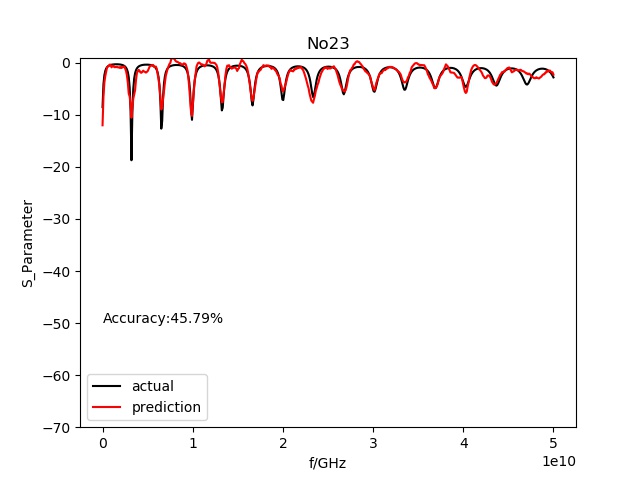 No23
0
−10
−20
−30
−40
−50
−60
−70
S_Parameter
Accuracy:45.79%
actual
prediction
0
1
2
3
4
5
1e10
f/GHz